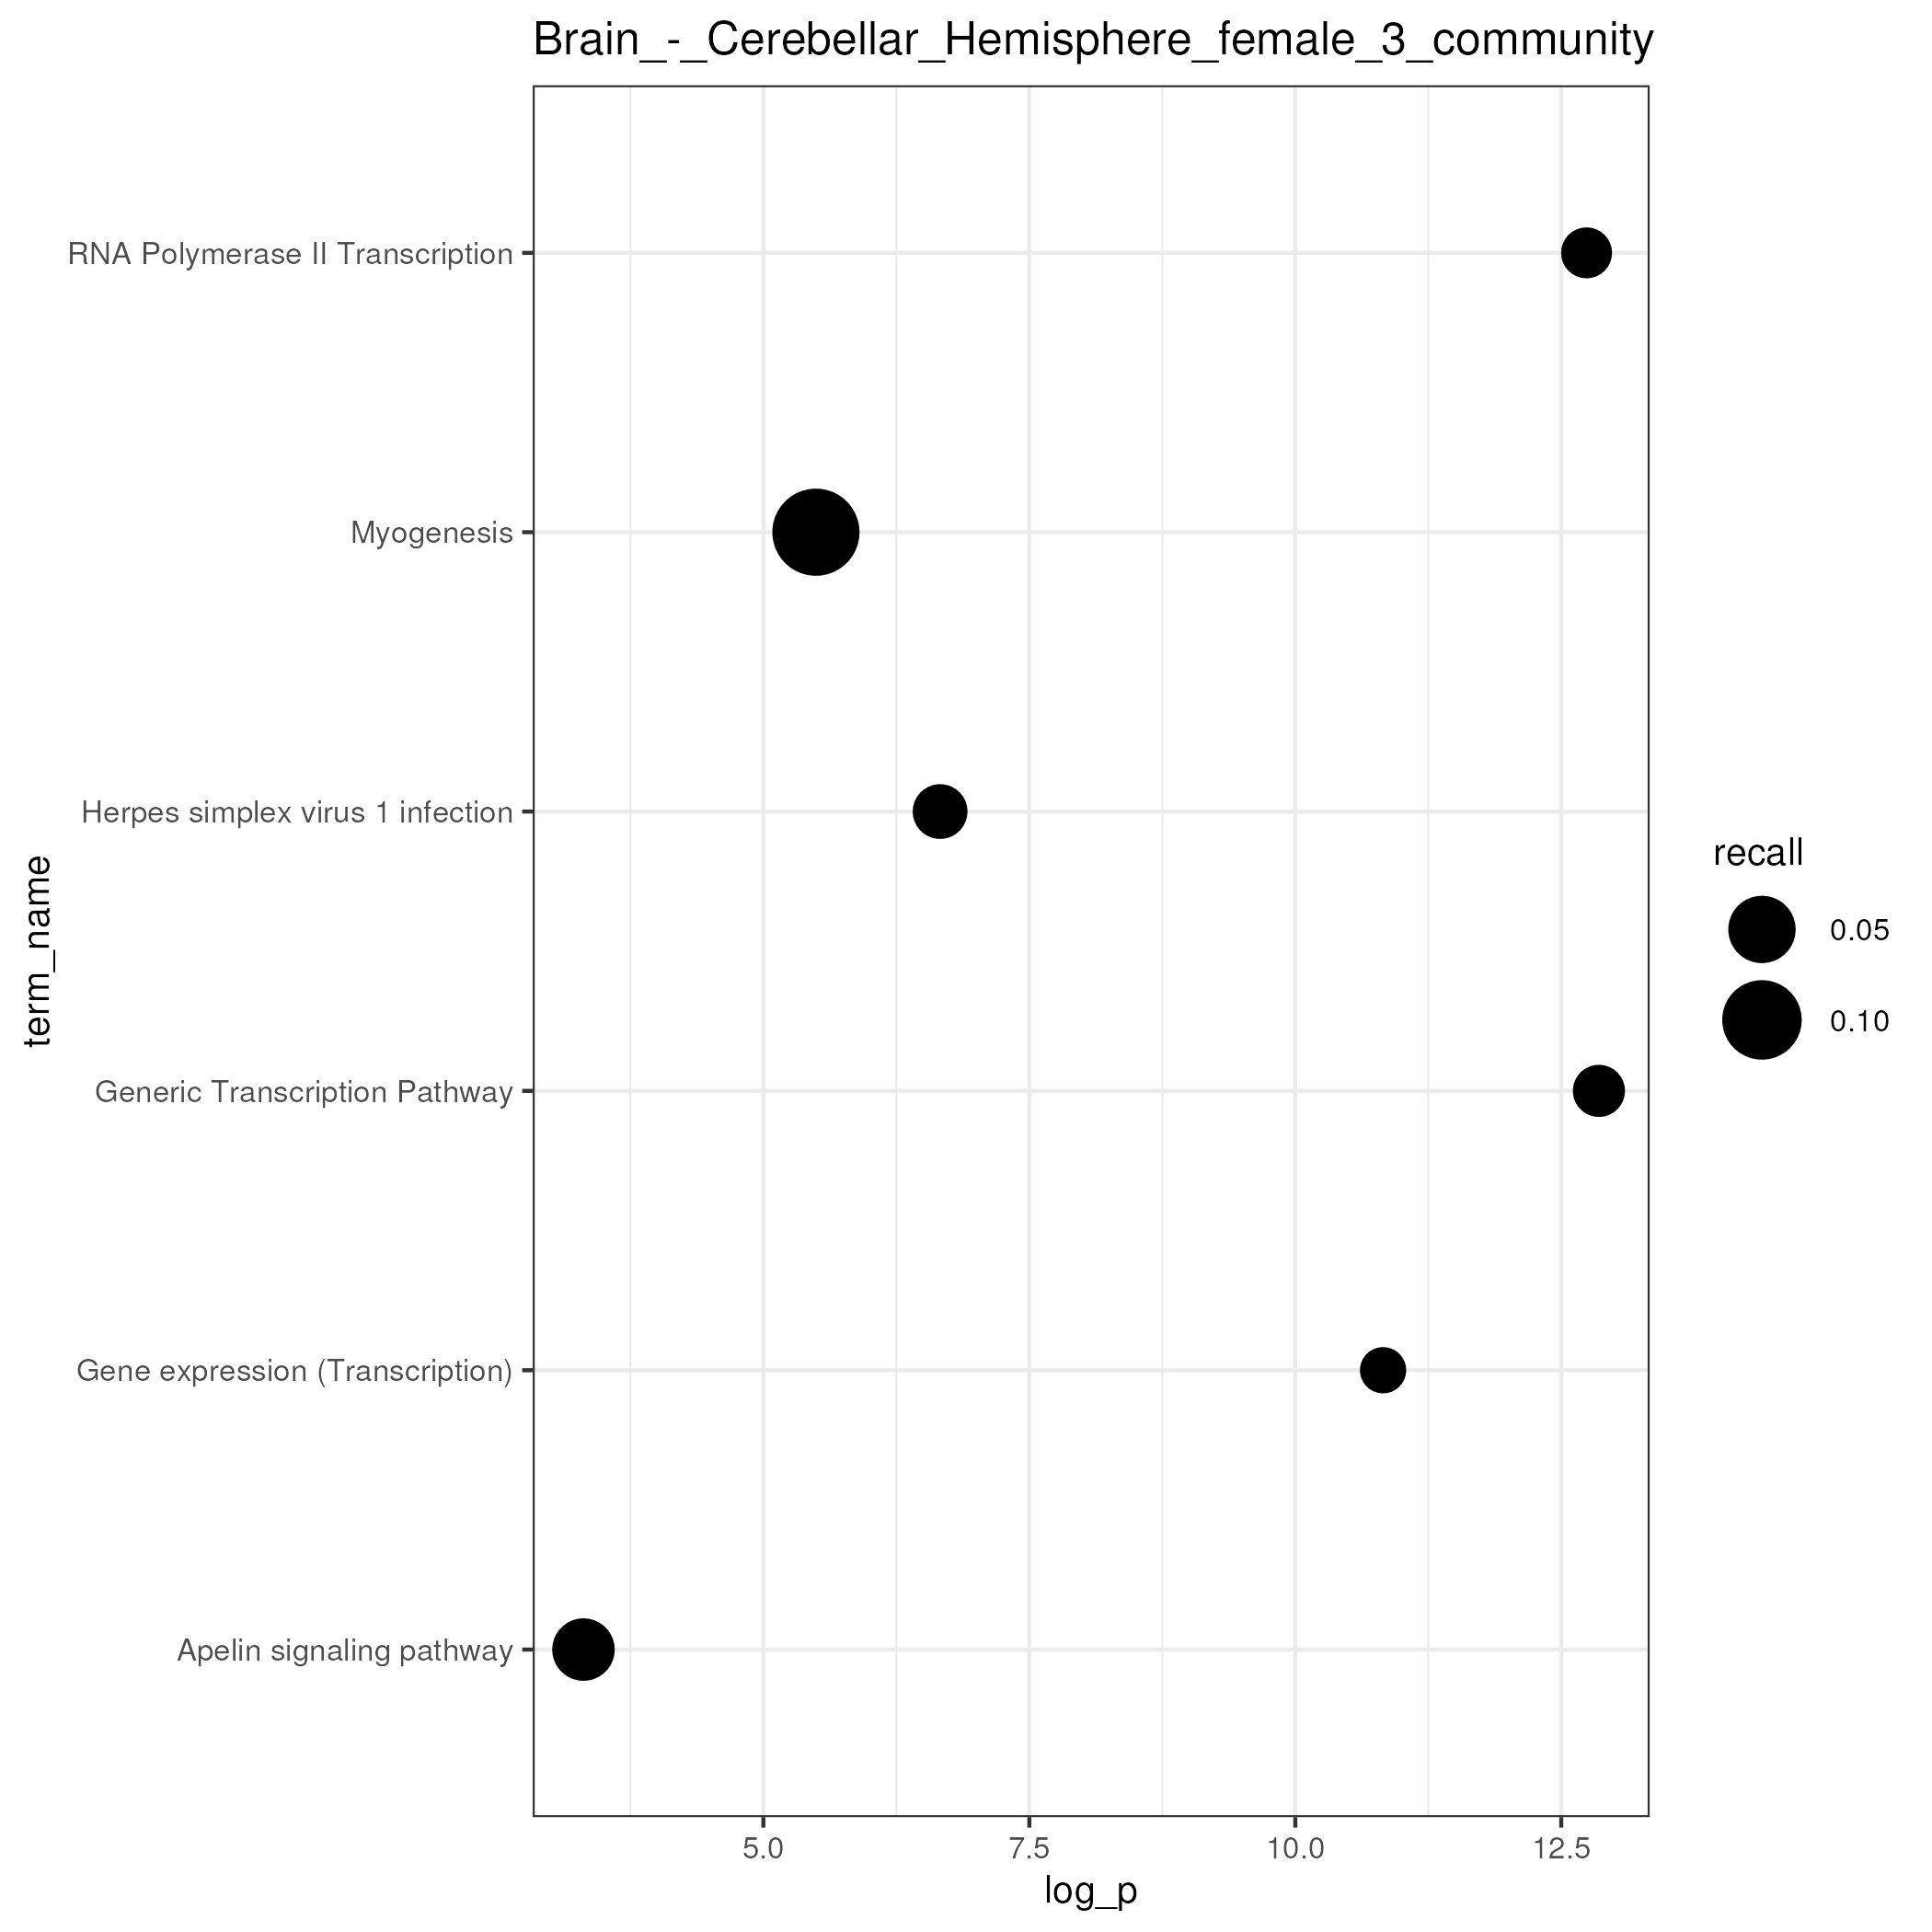 Brain_-_Cerebellar_Hemisphere_female_3_community
RNA Polymerase II Transcription
Myogenesis
Herpes simplex virus 1 infection
Generic Transcription Pathway
Gene expression (Transcription)
Apelin signaling pathway
term_name
5.0
7.5
10.0
12.5
log_p
recall
0.05
0.10